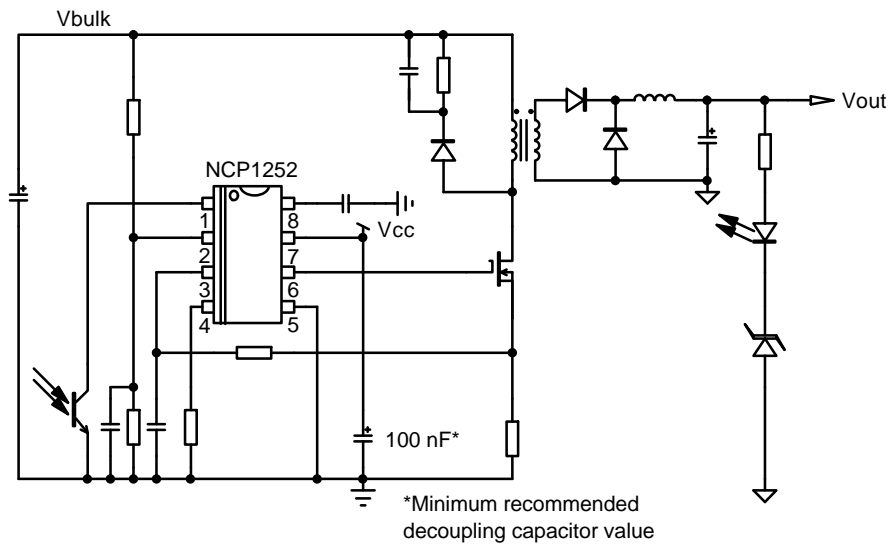 Vbulk
Vout
NCP1252
1
8
Vcc
2
7
3
6
4
5
100 nF*
*Minimum recommended
decoupling capacitor value